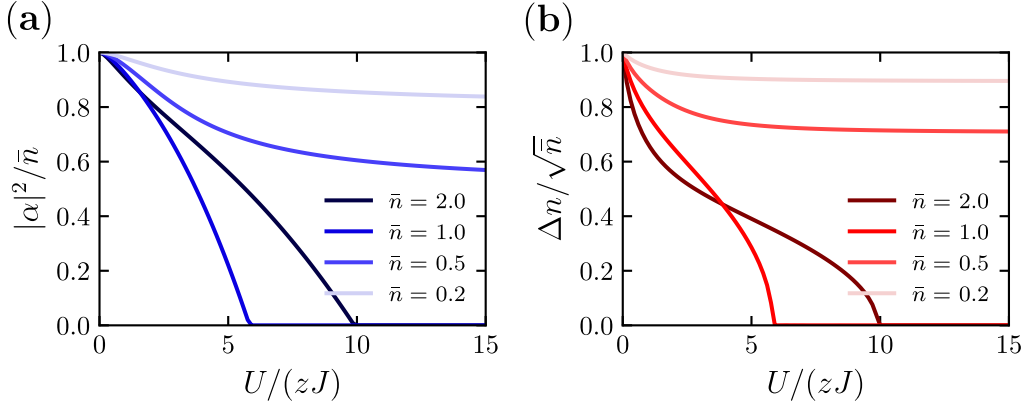 (a)
1.0
0.8
0.6
0.4
0.2
0.0
|α|²/n̄
n̄ = 2.0
n̄ = 1.0
n̄ = 0.5
n̄ = 0.2
0 5 10 15
U/(zJ)
(b)
1.0
0.8
0.6
0.4
0.2
0.0
Δn/√n̄
n̄ = 2.0
n̄ = 1.0
n̄ = 0.5
n̄ = 0.2
0 5 10 15
U/(zJ)